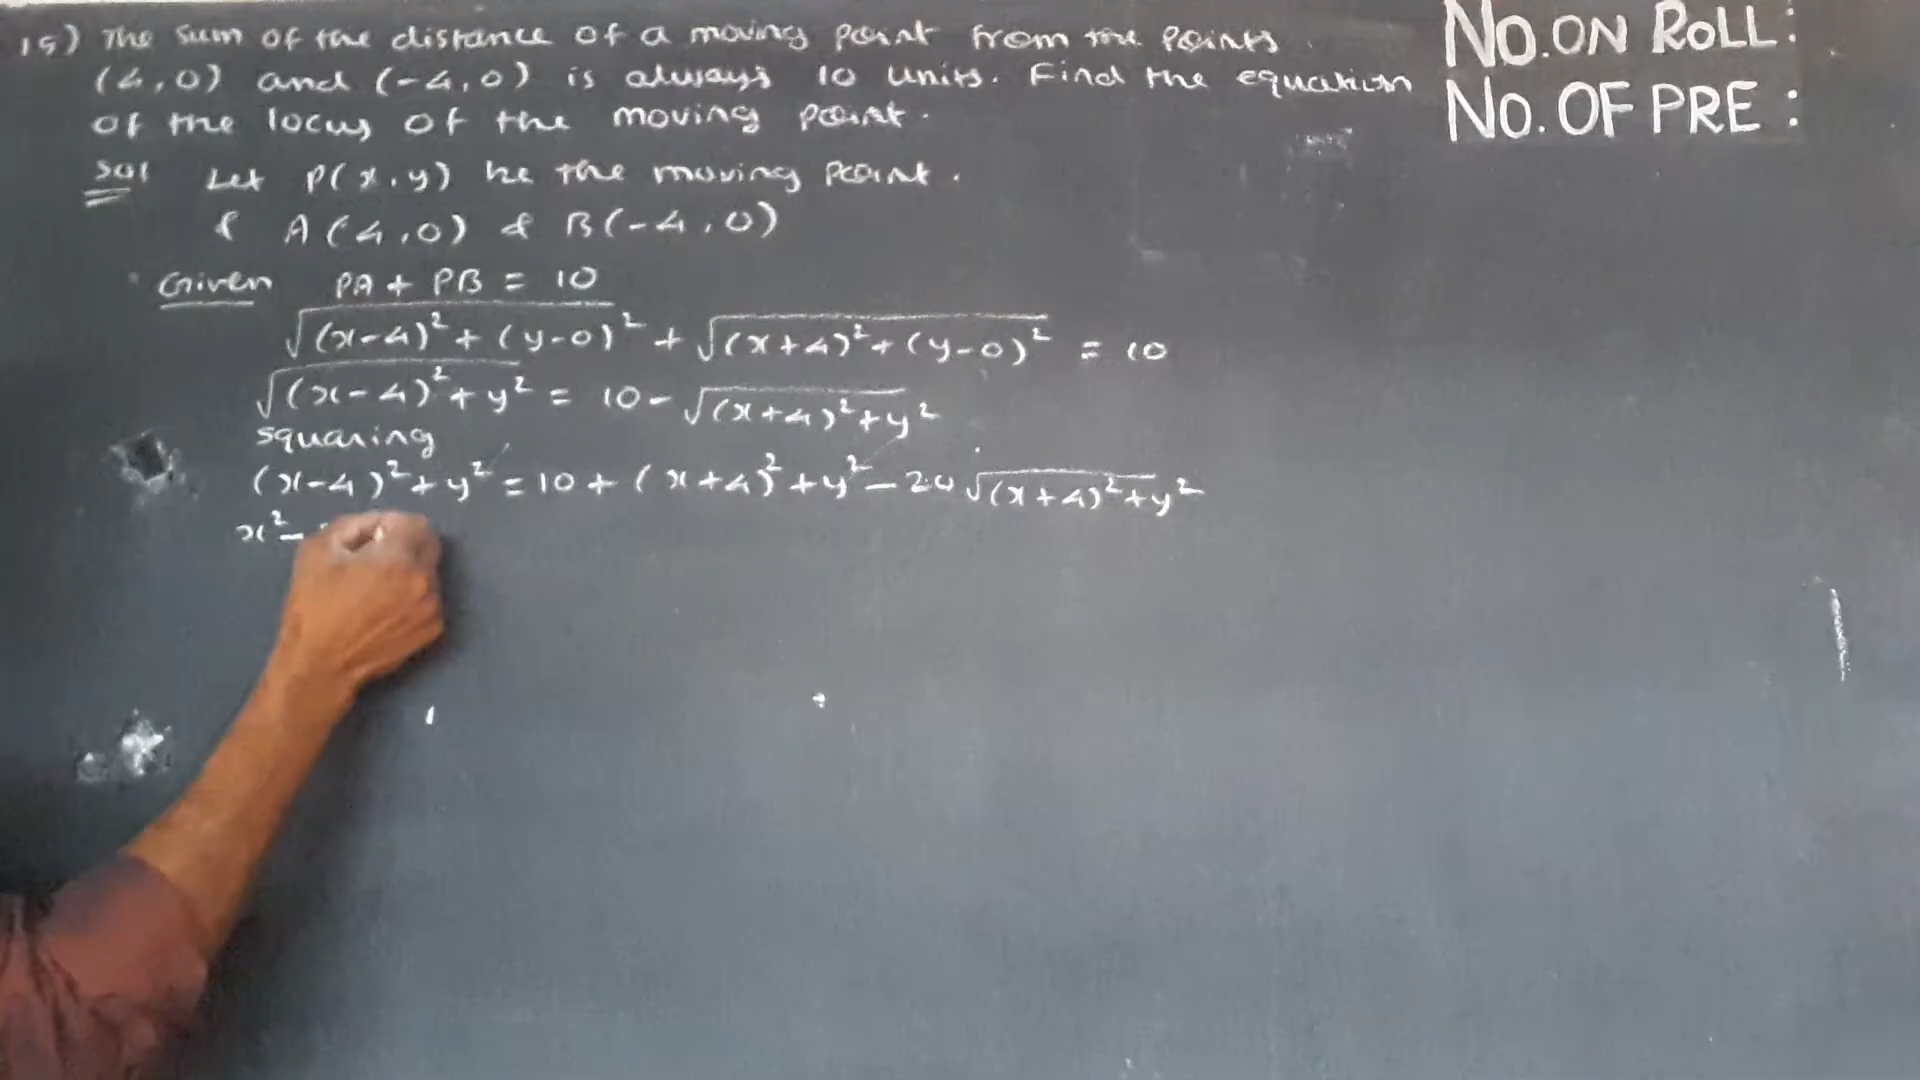 15) The sum of the distance of a moving point from the points
(4,0) and (-4,0) is always 10 units. Find the equation
of the locus of the moving point.
Sol Let P(x,y) be the moving point.
& A(4,0) & B(-4,0)
Given PA + PB = 10
√((x-4)²+(y-0)²) + √((x+4)²+(y-0)²) = 10
√((x-4)²+y²) = 10 - √((x+4)²+y²)
squaring
(x-4)²+y² = 10 + (x+4)²+y² - 20√((x+4)²+y²)
x² -
NO. ON ROLL:
NO. OF PRE :